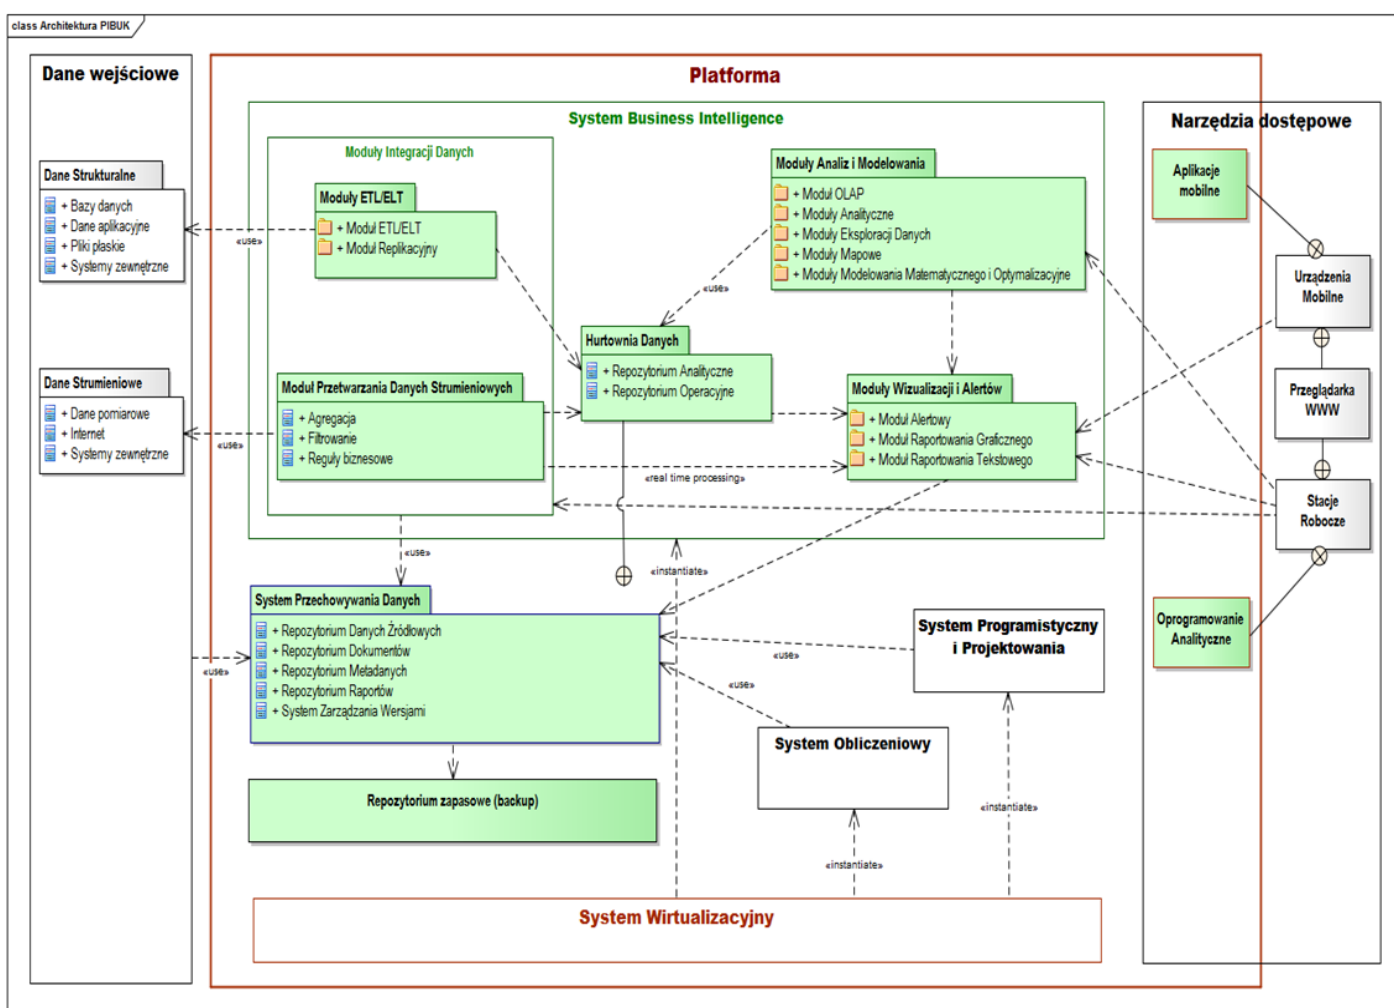 class Architektura PIBUK
Dane wejściowe
Dane Strukturalne
+ Bazy danych
+ Dane aplikacyjne
+ Pliki płaskie
+ Systemy zewnętrzne
Dane Strumieniowe
+ Dane pomiarowe
+ Internet
+ Systemy zewnętrzne
Platforma
System Business Intelligence
Moduły Integracji Danych
Moduły ETL/ELT
+ Moduł ETL/ELT
+ Moduł Replikacyjny
«use»
Moduł Przetwarzania Danych Strumieniowych
+ Agregacja
+ Filtrowanie
+ Reguły biznesowe
«use»
Moduły Analiz i Modelowania
+ Moduł OLAP
+ Moduły Analityczne
+ Moduły Eksploracji Danych
+ Moduły Mapowe
+ Moduły Modelowania Matematycznego i Optymalizacyjne
«use»
Hurtownia Danych
+ Repozytorium Analityczne
+ Repozytorium Operacyjne
Moduły Wizualizacji i Alertów
+ Moduł Alertowy
+ Moduł Raportowania Graficznego
+ Moduł Raportowania Tekstowego
«real time processing»
«use»
«instantiate»
System Przechowywania Danych
+ Repozytorium Danych Źródłowych
+ Repozytorium Dokumentów
+ Repozytorium Metadanych
+ Repozytorium Raportów
+ System Zarządzania Wersjami
«use»
Repozytorium zapasowe (backup)
System Programistyczny
i Projektowania
«use»
«use»
System Obliczeniowy
«instantiate»
«instantiate»
System Wirtualizacyjny
Narzędzia dostępowe
Aplikacje
mobilne
Urządzenia
Mobilne
Przeglądarka
WWW
Stacje
Robocze
Oprogramowanie
Analityczne